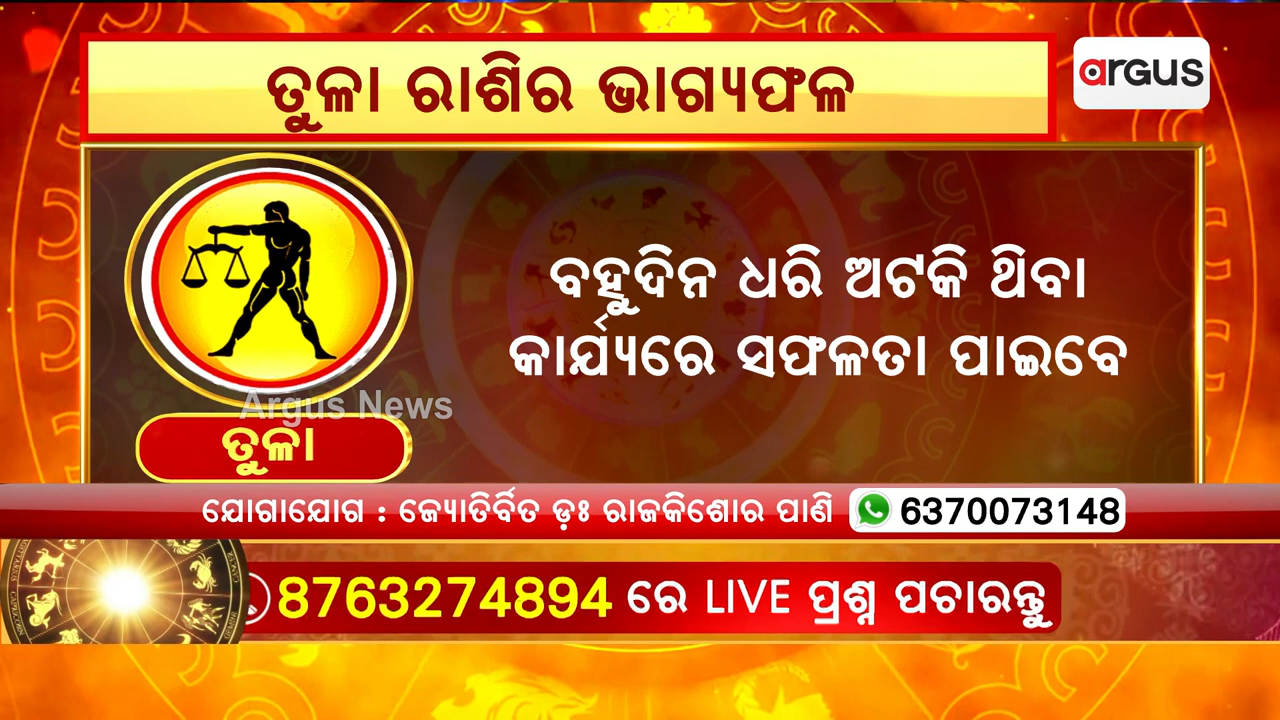 ତୁଳା ରାଶିର ଭାଗ୍ୟଫଳ
argus
ବହୁଦିନ ଧରି ଅଟକି ଥିବା
କାର୍ଯ୍ୟରେ ସଫଳତା ପାଇବେ
Argus News
ତୁଳା
ଯୋଗାଯୋଗ : ଜ୍ୟୋତିର୍ବିତ ଡ଼ଃ ରାଜକିଶୋର ପାଣି 6370073148
8763274894 ରେ LIVE ପ୍ରଶ୍ନ ପଚାରନ୍ତୁ